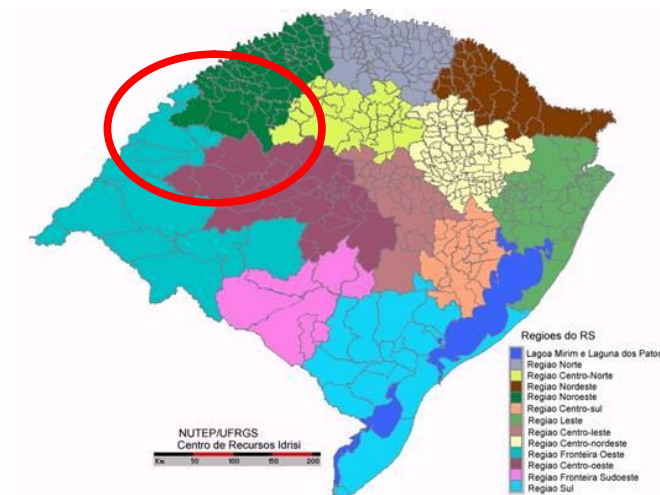 Regioes do RS
Lagoa Mirim e Laguna dos Patos
Regiao Norte
Regiao Centro-Norte
Regiao Nordeste
Regiao Noroeste
Regiao Centro-sul
Regiao Leste
Regiao Centro-leste
Regiao Centro-nordeste
Regiao Fronteira Oeste
Regiao Centro-oeste
Regiao Fronteira Sudoeste
Regiao Sul
NUTEP/UFRGS
Centro de Recursos Idrisi
Km 50 100 150 200